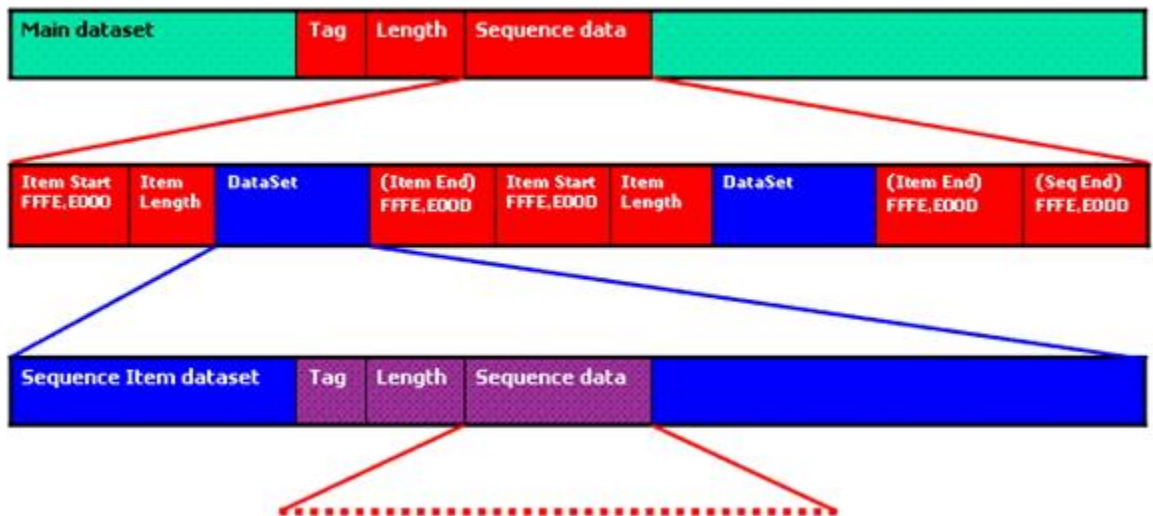 Main dataset
Tag
Length
Sequence data
Item Start
FFFE,E000
Item
Length
DataSet
(Item End)
FFFE,E00D
Item Start
FFFE,E00D
Item
Length
DataSet
(Item End)
FFFE,E00D
(Seq End)
FFFE,E0DD
Sequence Item dataset
Tag
Length
Sequence data